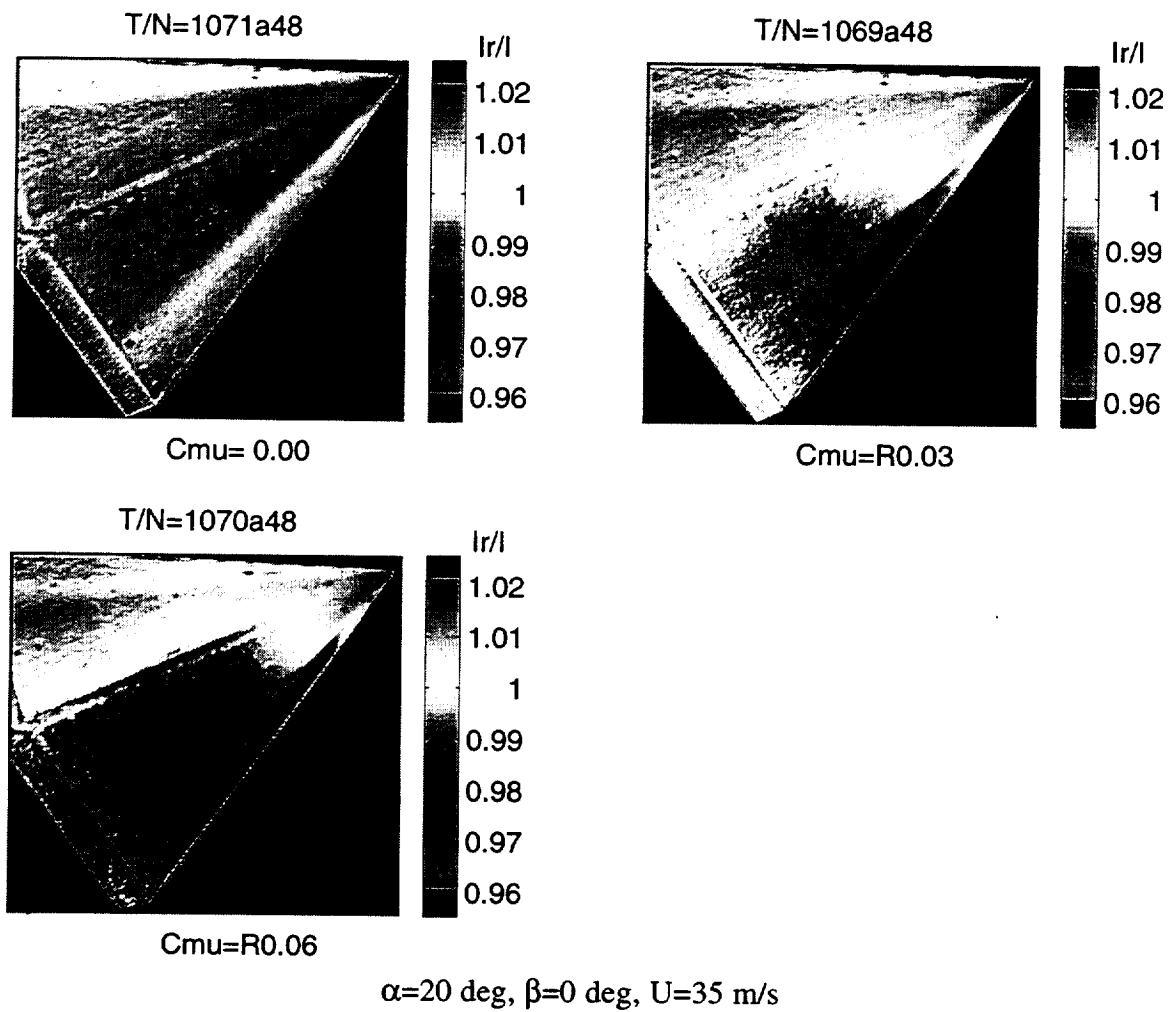 T/N=1071a48
Ir/I
1.02
1.01
1
0.99
0.98
0.97
0.96
Cmu= 0.00
T/N=1069a48
Ir/I
1.02
1.01
1
0.99
0.98
0.97
0.96
Cmu=R0.03
T/N=1070a48
Ir/I
1.02
1.01
1
0.99
0.98
0.97
0.96
Cmu=R0.06
α=20 deg, β=0 deg, U=35 m/s